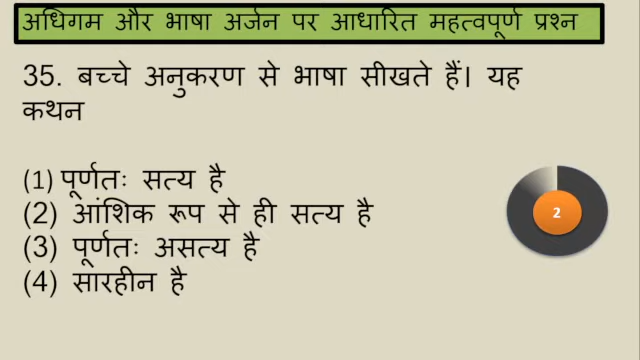 अधिगम और भाषा अर्जन पर आधारित महत्वपूर्ण प्रश्न
35. बच्चे अनुकरण से भाषा सीखते हैं। यह
कथन
(1) पूर्णतः सत्य है
(2) आंशिक रूप से ही सत्य है
(3) पूर्णतः असत्य है
(4) सारहीन है
2